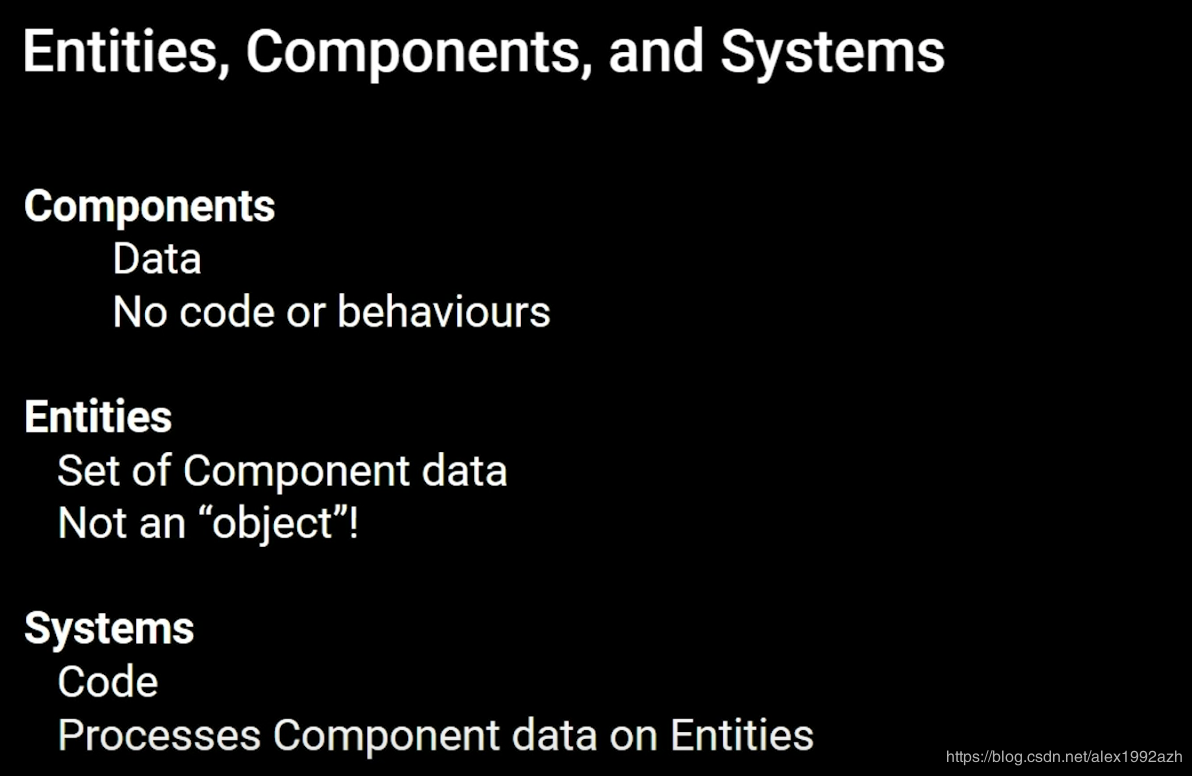 Entities, Components, and Systems
Components
Data
No code or behaviours
Entities
Set of Component data
Not an “object”!
Systems
Code
Processes Component data on Entities
https://blog.csdn.net/alex1992azh